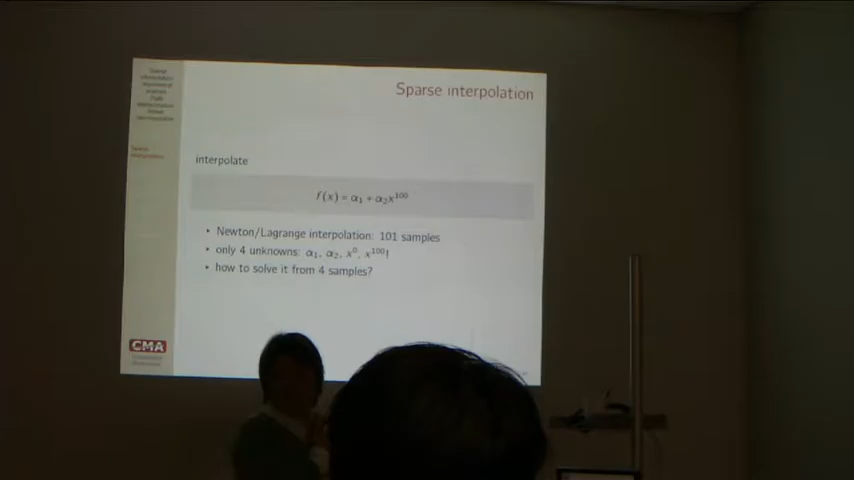 Sparse interpolation
interpolate
f(x) = α₁ + α₂x¹⁰⁰
• Newton/Lagrange interpolation: 101 samples
• only 4 unknowns: α₁, α₂, x⁰, x¹⁰⁰!
• how to solve it from 4 samples?
CMA